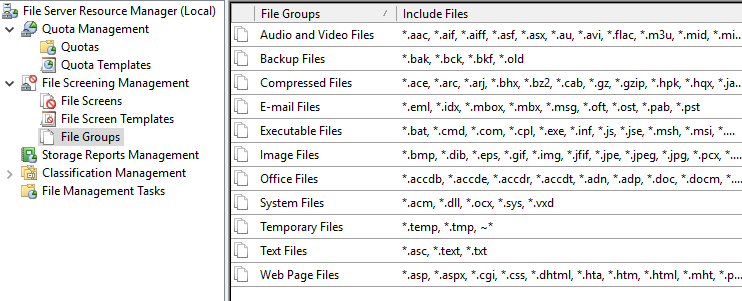 File Server Resource Manager (Local)
Quota Management
Quotas
Quota Templates
File Screening Management
File Screens
File Screen Templates
File Groups
Storage Reports Management
Classification Management
File Management Tasks
File Groups Include Files
Audio and Video Files *.aac, *.aif, *.aiff, *.asf, *.asx, *.au, *.avi, *.flac, *.m3u, *.mid, *.mi...
Backup Files *.bak, *.bck, *.bkf, *.old
Compressed Files *.ace, *.arc, *.arj, *.bhx, *.bz2, *.cab, *.gz, *.gzip, *.hpk, *.hqx, *.ja...
E-mail Files *.eml, *.idx, *.mbox, *.mbx, *.msg, *.oft, *.ost, *.pab, *.pst
Executable Files *.bat, *.cmd, *.com, *.cpl, *.exe, *.inf, *.js, *.jse, *.msh, *.msi, *....
Image Files *.bmp, *.dib, *.eps, *.gif, *.img, *.jfif, *.jpe, *.jpeg, *.jpg, *.pcx, *....
Office Files *.accdb, *.accde, *.accdr, *.accdt, *.adn, *.adp, *.doc, *.docm, *....
System Files *.acm, *.dll, *.ocx, *.sys, *.vxd
Temporary Files *.temp, *.tmp, ~*
Text Files *.asc, *.text, *.txt
Web Page Files *.asp, *.aspx, *.cgi, *.css, *.dhtml, *.hta, *.htm, *.html, *.mht, *.p...